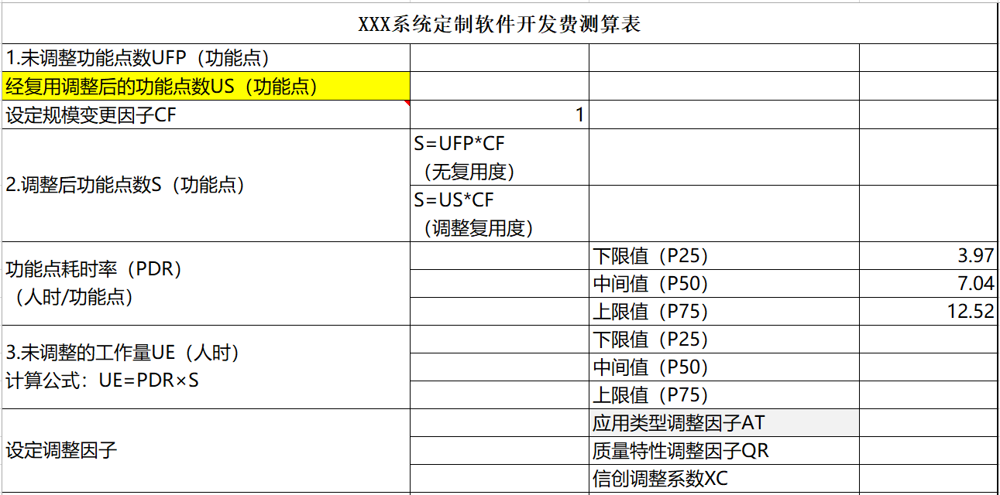 XXX系统定制软件开发费测算表
1.未调整功能点数UFP（功能点）
经复用调整后的功能点数US（功能点）
设定规模变更因子CF
1
2.调整后功能点数S（功能点）
S=UFP*CF
（无复用度）
S=US*CF
（调整复用度）
功能点耗时率（PDR）
（人时/功能点）
下限值（P25）
3.97
中间值（P50）
7.04
上限值（P75）
12.52
3.未调整的工作量UE（人时）
计算公式：UE=PDR×S
下限值（P25）
中间值（P50）
上限值（P75）
设定调整因子
应用类型调整因子AT
质量特性调整因子QR
信创调整系数XC